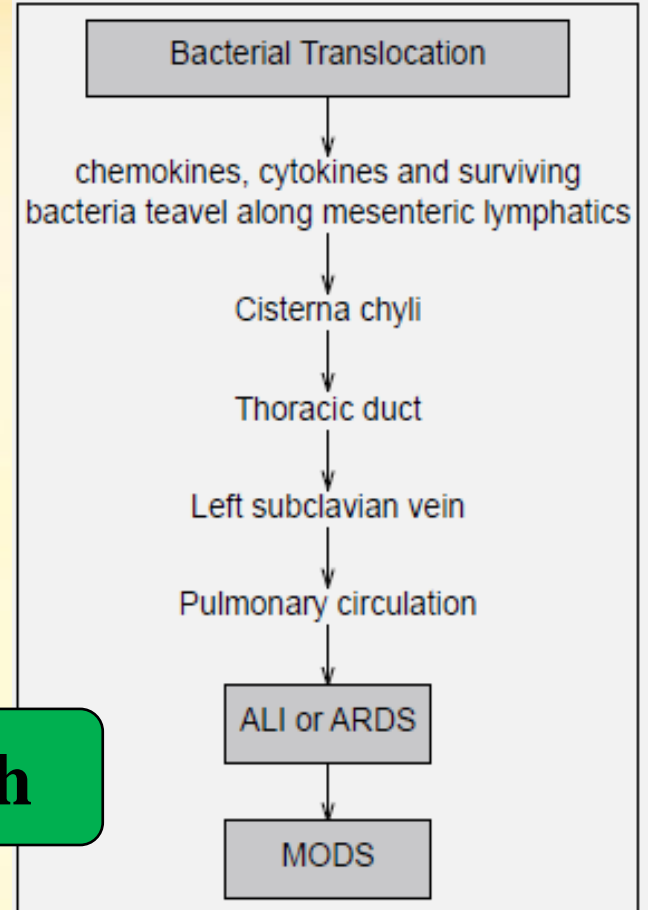 Bacterial Translocation
chemokines, cytokines and surviving
bacteria teavel along mesenteric lymphatics
Cisterna chyli
Thoracic duct
Left subclavian vein
Pulmonary circulation
ALI or ARDS
MODS